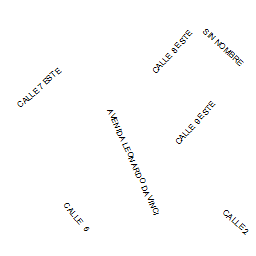 CALLE 8 ESTE
SIN NOMBRE
CALLE 7 ESTE
CALLE 9 ESTE
AVENIDA LEONARDO DA VINCI
CALLE 6
CALLE 2